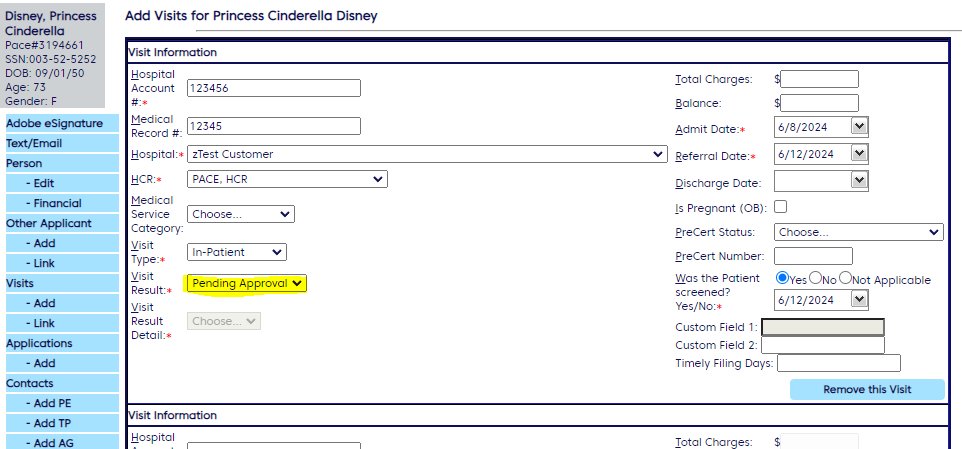 Disney, Princess
Cinderella
Pace#3194661
SSN:003-52-5252
DOB: 09/01/50
Age: 73
Gender: F
Adobe eSignature
Text/Email
Person
- Edit
- Financial
Other Applicant
- Add
- Link
Visits
- Add
- Link
Applications
- Add
Contacts
- Add PE
- Add TP
- Add AG
Add Visits for Princess Cinderella Disney
Visit Information
Hospital
Account
#:*
123456
Medical
Record #:
12345
Hospital:*
zTest Customer
HCR:*
PACE, HCR
Medical
Service
Category:
Choose...
Visit
Type:*
In-Patient
Visit
Result:*
Pending Approval
Visit
Result
Detail:*
Choose...
Total Charges: $
Balance: $
Admit Date:* 6/8/2024
Referral Date:* 6/12/2024
Discharge Date:
Is Pregnant (OB):
PreCert Status: Choose...
PreCert Number:
Was the Patient
screened?
Yes/No:*
Yes No Not Applicable
6/12/2024
Custom Field 1:
Custom Field 2:
Timely Filing Days:
Remove this Visit
Visit Information
Hospital
Total Charges: $